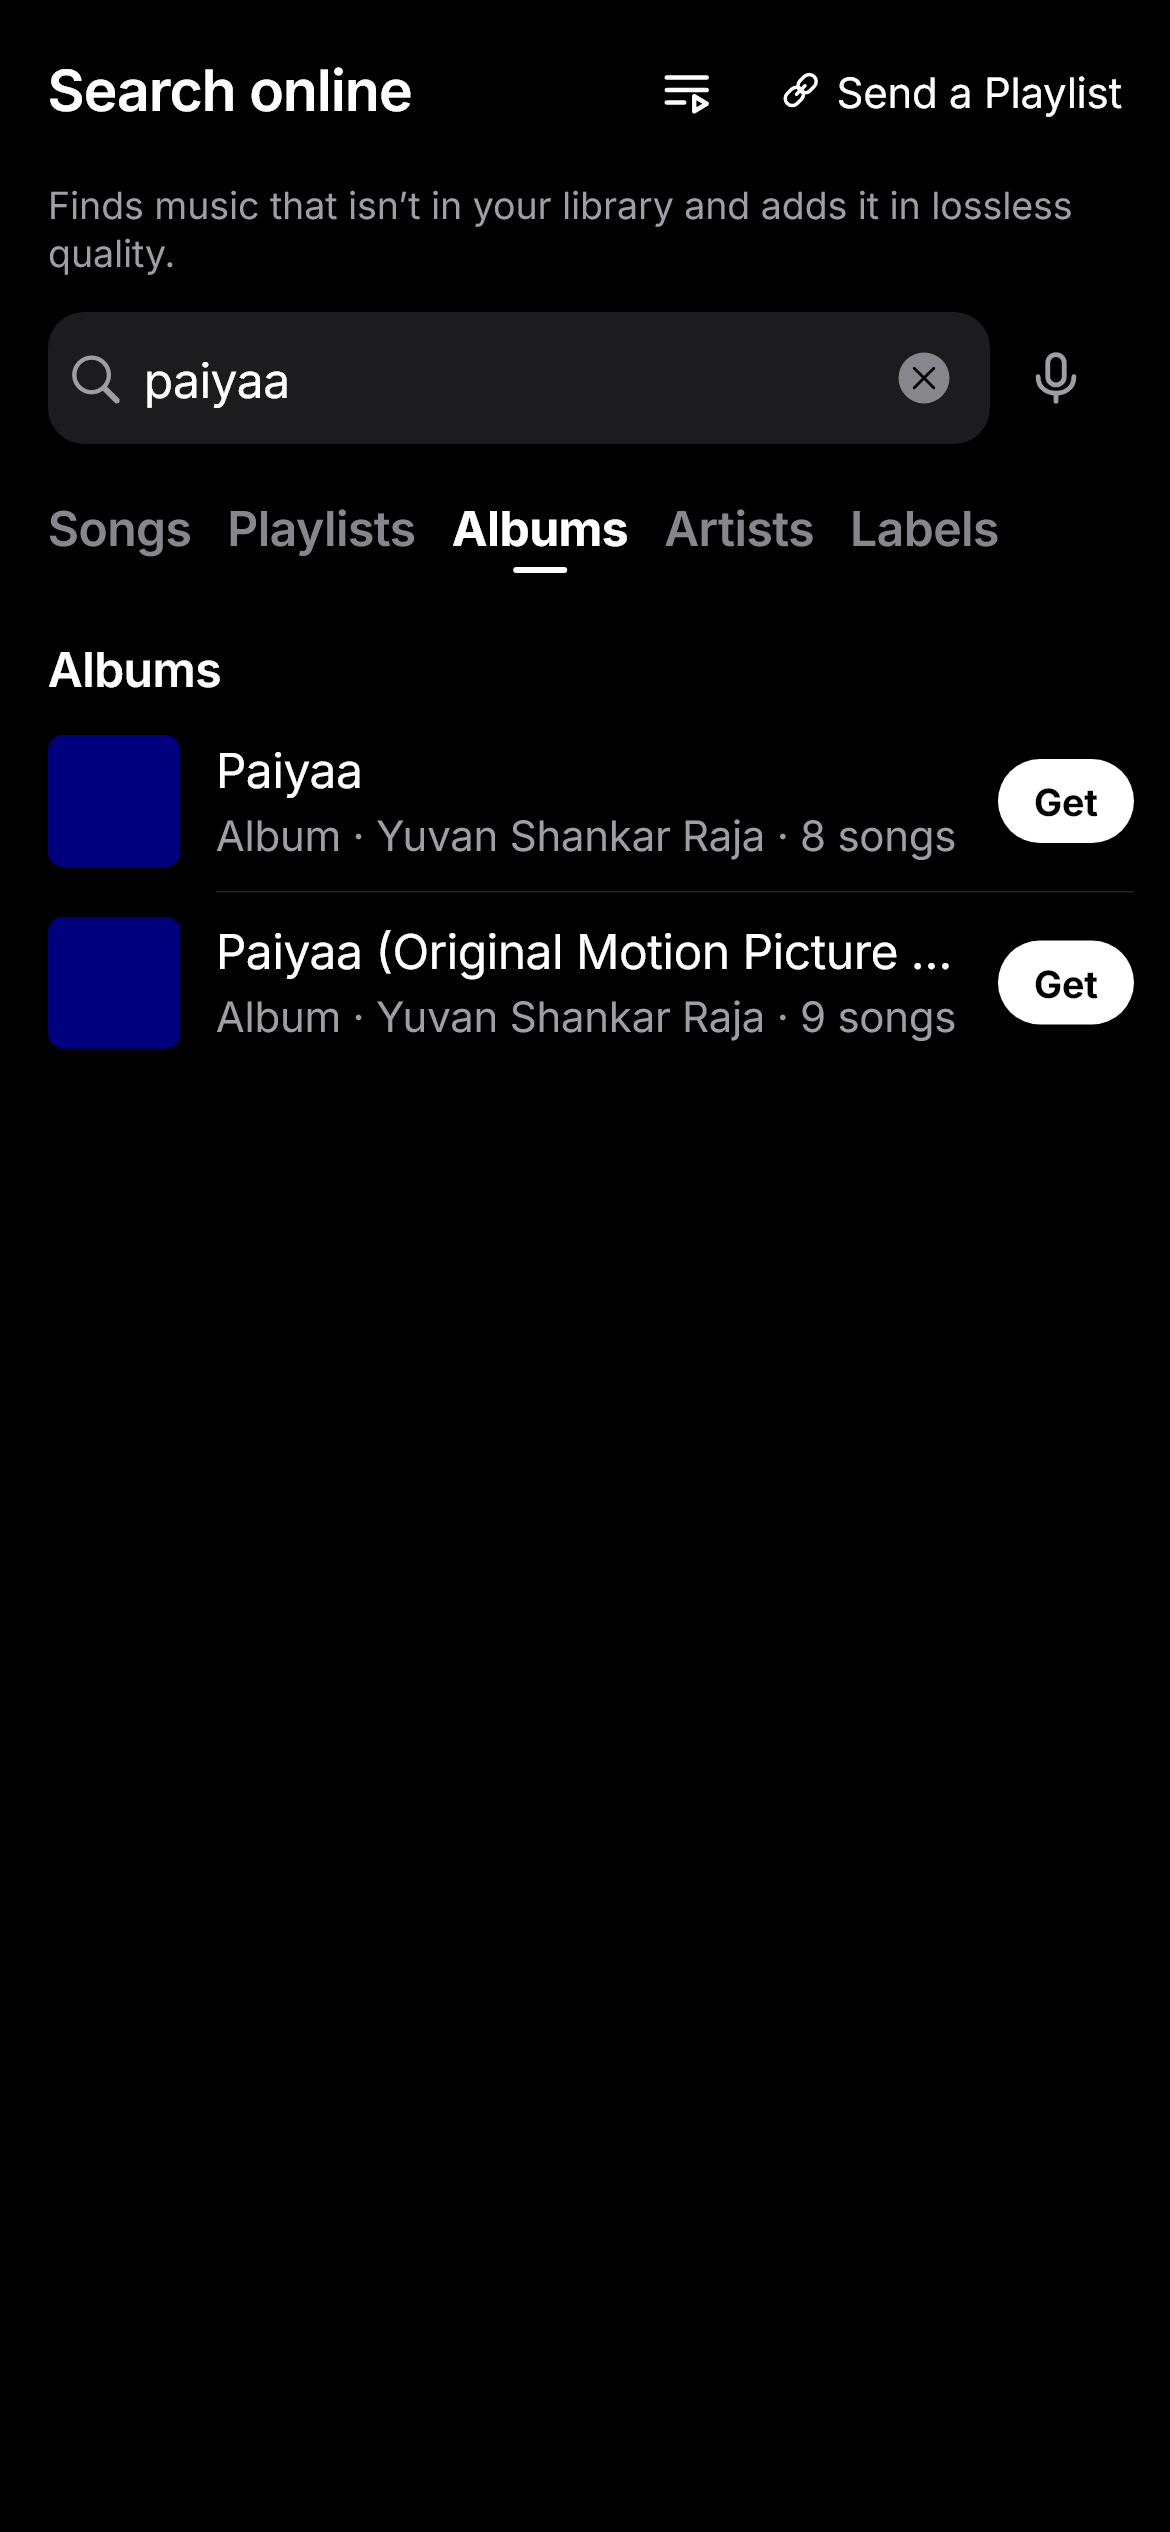 Search online
Send a Playlist
Finds music that isn’t in your library and adds it in lossless
quality.
paiyaa
Songs Playlists Albums Artists Labels
Albums
Paiyaa
Album · Yuvan Shankar Raja · 8 songs
Get
Paiyaa (Original Motion Picture ...
Album · Yuvan Shankar Raja · 9 songs
Get